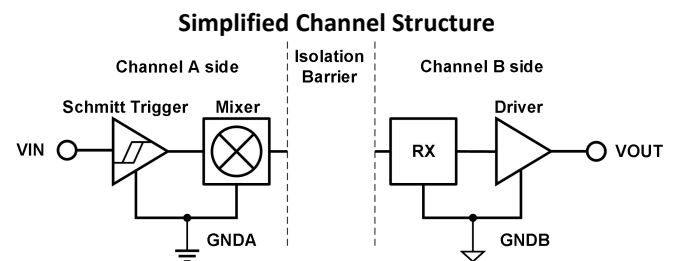 Simplified Channel Structure
Isolation
Barrier
Channel A side
Channel B side
Schmitt Trigger
Mixer
Driver
VIN
RX
VOUT
GNDA
GNDB